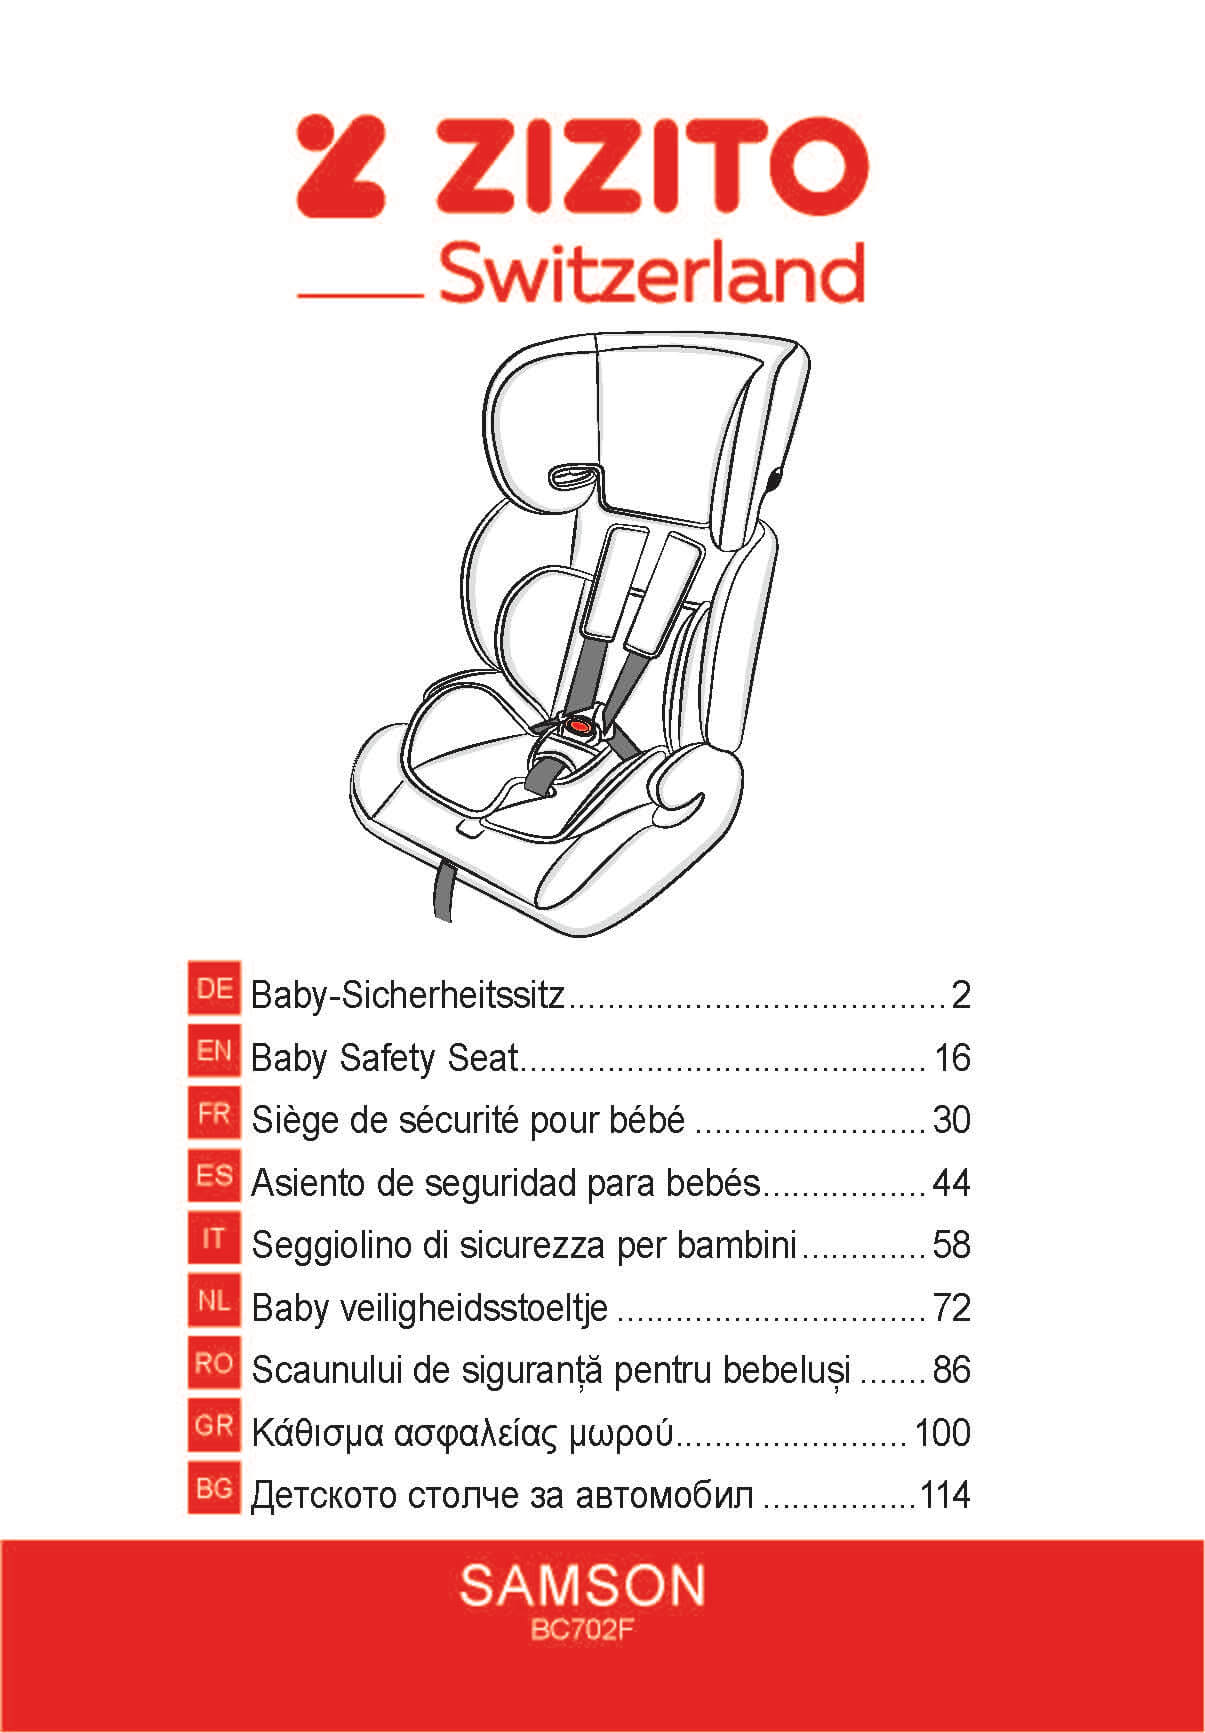 ZIZITO
Switzerland
DE Baby-Sicherheitssitz....................................... 2
EN Baby Safety Seat.......................................... 16
FR Siège de sécurité pour bébé ........................ 30
ES Asiento de seguridad para bebés................. 44
IT Seggiolino di sicurezza per bambini............. 58
NL Baby veiligheidsstoeltje ................................ 72
RO Scaunului de siguranță pentru bebeluși ....... 86
GR Κάθισμα ασφαλείας μωρού........................ 100
BG Детското столче за автомобил ................114
SAMSON
BC702F